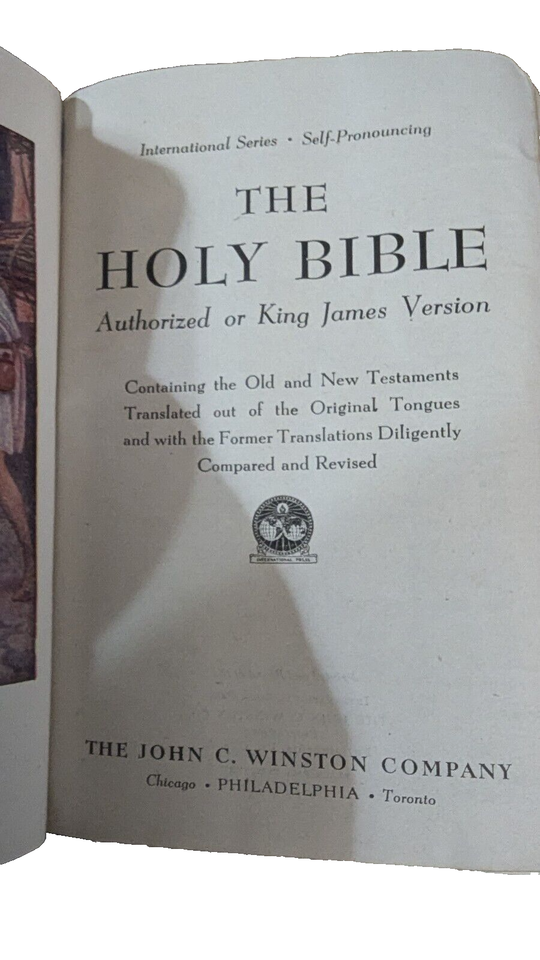 International Series • Self-Pronouncing
THE
HOLY BIBLE
Authorized or King James Version
Containing the Old and New Testaments
Translated out of the Original Tongues
and with the Former Translations Diligently
Compared and Revised
INTERNATIONAL PRESS
THE JOHN C. WINSTON COMPANY
Chicago • PHILADELPHIA • Toronto